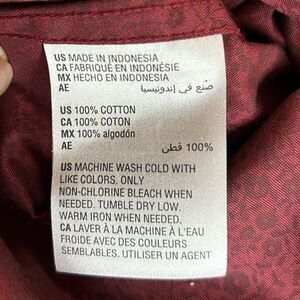 US MADE IN INDONESIA
CA FABRIQUÉ EN INDONÉSIE
MX HECHO EN INDONESIA
AE صنع في إندونيسيا
US 100% COTTON
CA 100% COTON
MX 100% algodón
AE 100% قطن
US MACHINE WASH COLD WITH
LIKE COLORS, ONLY
NON-CHLORINE BLEACH WHEN
NEEDED. TUMBLE DRY LOW.
WARM IRON WHEN NEEDED.
CA LAVER À LA MACHINE À L'EAU
FROIDE AVEC DES COULEURS
SEMBLABLES. UTILISER UN AGENT